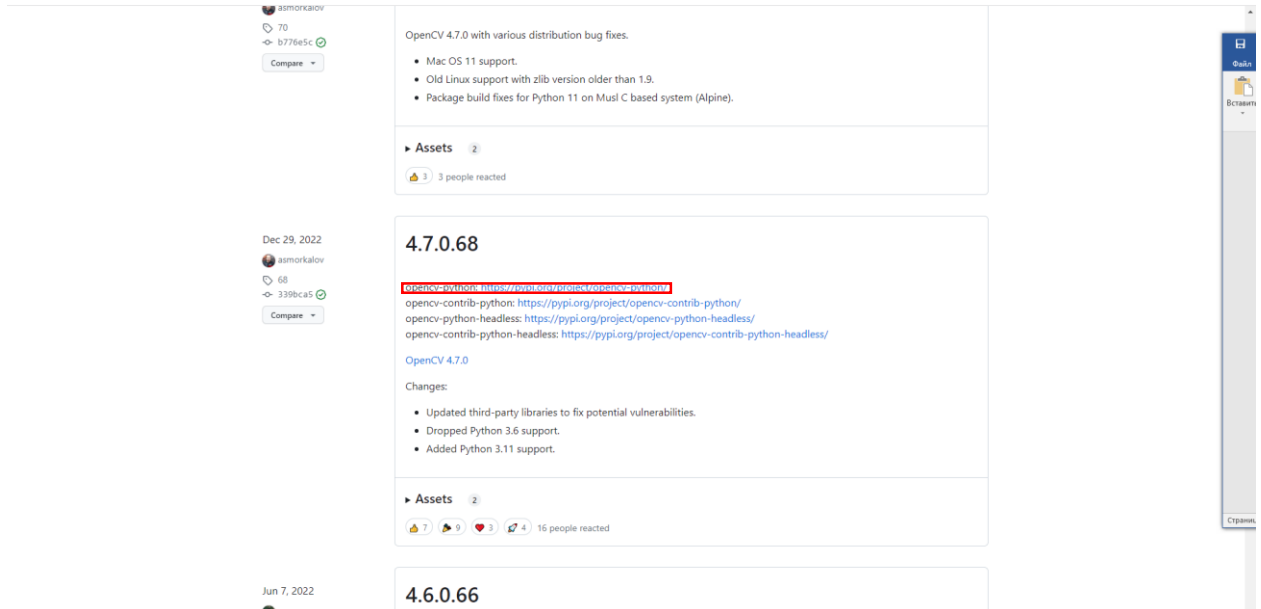 asmorkalov
70
b776e5c
Compare
OpenCV 4.7.0 with various distribution bug fixes.
Mac OS 11 support.
Old Linux support with zlib version older than 1.9.
Package build fixes for Python 11 on Musl C based system (Alpine).
Assets 2
3 3 people reacted
Dec 29, 2022
asmorkalov
68
339bca5
Compare
4.7.0.68
opencv-python: https://pypi.org/project/opencv-python/
opencv-contrib-python: https://pypi.org/project/opencv-contrib-python/
opencv-python-headless: https://pypi.org/project/opencv-python-headless/
opencv-contrib-python-headless: https://pypi.org/project/opencv-contrib-python-headless/
OpenCV 4.7.0
Changes:
Updated third-party libraries to fix potential vulnerabilities.
Dropped Python 3.6 support.
Added Python 3.11 support.
Assets 2
7 9 3 4 16 people reacted
Jun 7, 2022
4.6.0.66
Файл
Вставить